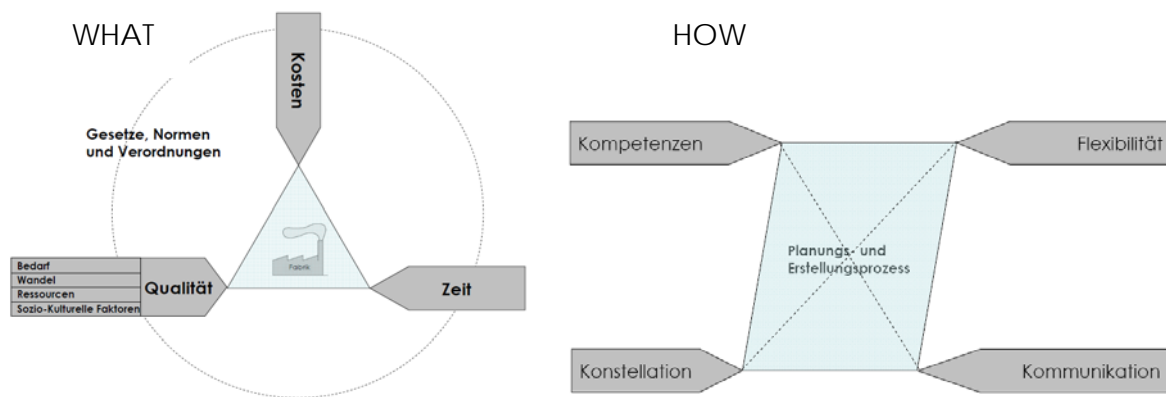 WHAT
Kosten
Gesetze, Normen
und Verordnungen
Fabrik
Bedarf
Wandel
Ressourcen
Sozio-Kulturelle Faktoren
Qualität
Zeit
HOW
Kompetenzen
Flexibilität
Planungs- und
Erstellungsprozess
Konstellation
Kommunikation